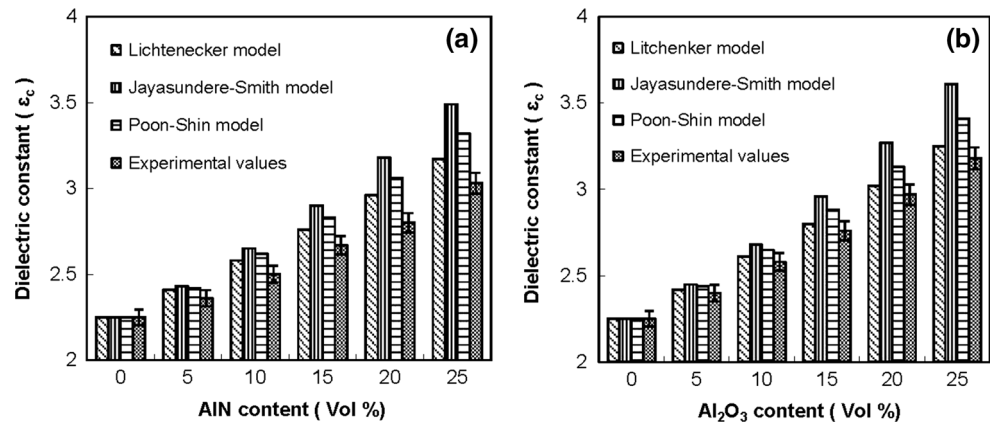 (a)
Dielectric constant ( εc )
4
3.5
3
2.5
2
Lichtenecker model
Jayasundere-Smith model
Poon-Shin model
Experimental values
0 5 10 15 20 25
AlN content ( Vol %)
(b)
Dielectric constant ( εc )
4
3.5
3
2.5
2
Litchenker model
Jayasundere-Smith model
Poon-Shin model
Experimental values
0 5 10 15 20 25
Al₂O₃ content ( Vol %)